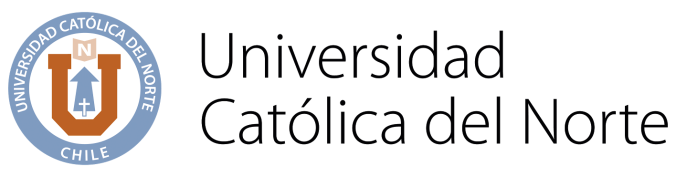 UNIVERSIDAD CATÓLICA DEL NORTE
N
U
CHILE
Universidad
Católica del Norte